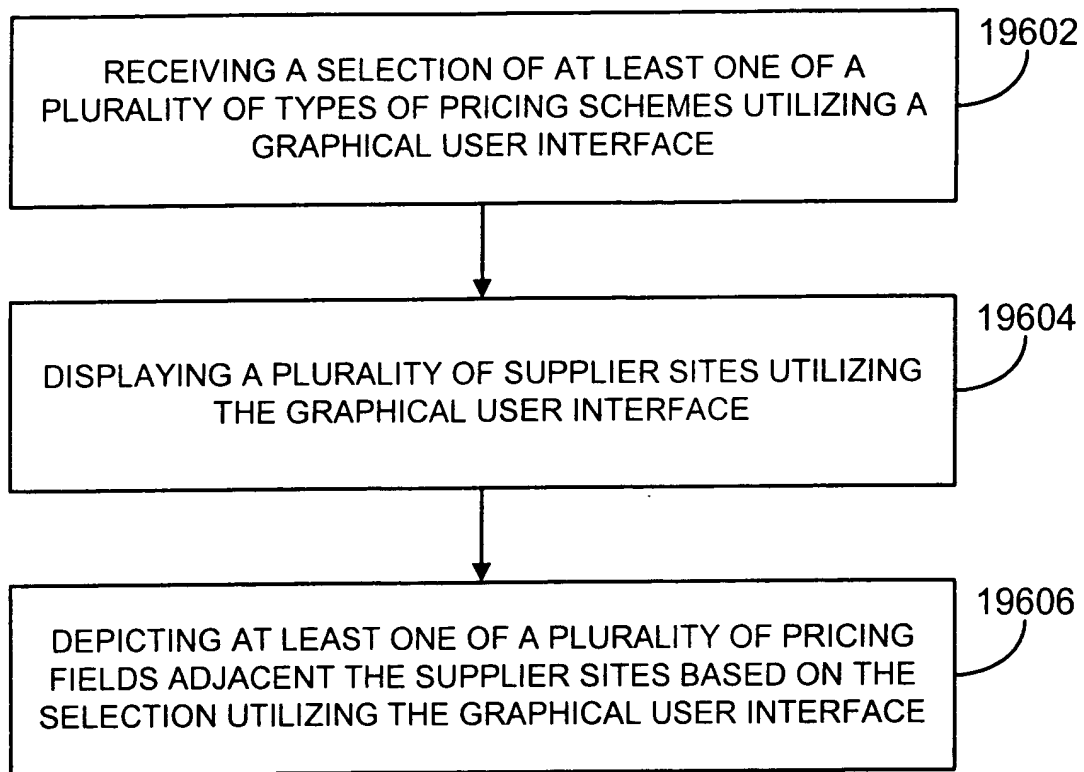 19602
RECEIVING A SELECTION OF AT LEAST ONE OF A
PLURALITY OF TYPES OF PRICING SCHEMES UTILIZING A
GRAPHICAL USER INTERFACE
19604
DISPLAYING A PLURALITY OF SUPPLIER SITES UTILIZING
THE GRAPHICAL USER INTERFACE
19606
DEPICTING AT LEAST ONE OF A PLURALITY OF PRICING
FIELDS ADJACENT THE SUPPLIER SITES BASED ON THE
SELECTION UTILIZING THE GRAPHICAL USER INTERFACE